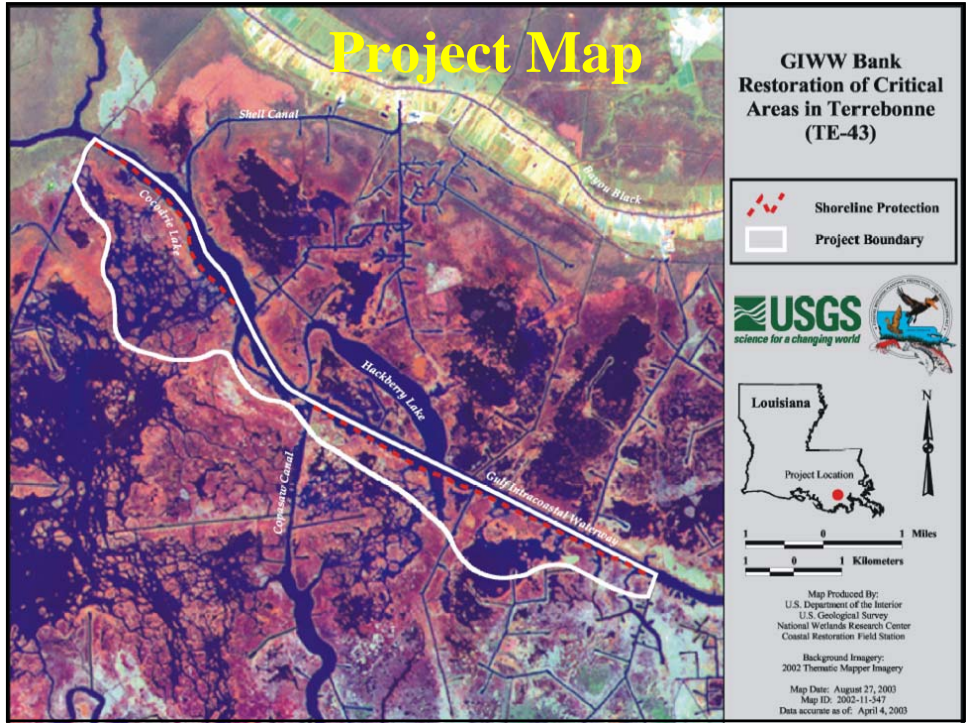 Project Map
Shell Canal
Bayou Black
Cocodrie Lake
Hackberry Lake
Gulf Intracoastal Waterway
Copasaw Canal
GIWW Bank
Restoration of Critical
Areas in Terrebonne
(TE-43)
Shoreline Protection
Project Boundary
USGS
science for a changing world
Louisiana
N
Project Location
1 0 1 Miles
1 0 1 Kilometers
Map Produced By:
U.S. Department of the Interior
U.S. Geological Survey
National Wetlands Research Center
Coastal Restoration Field Station
Background Imagery:
2002 Thematic Mapper Imagery
Map Date: August 27, 2003
Map ID: 2002-11-547
Data accurate as of: April 4, 2003